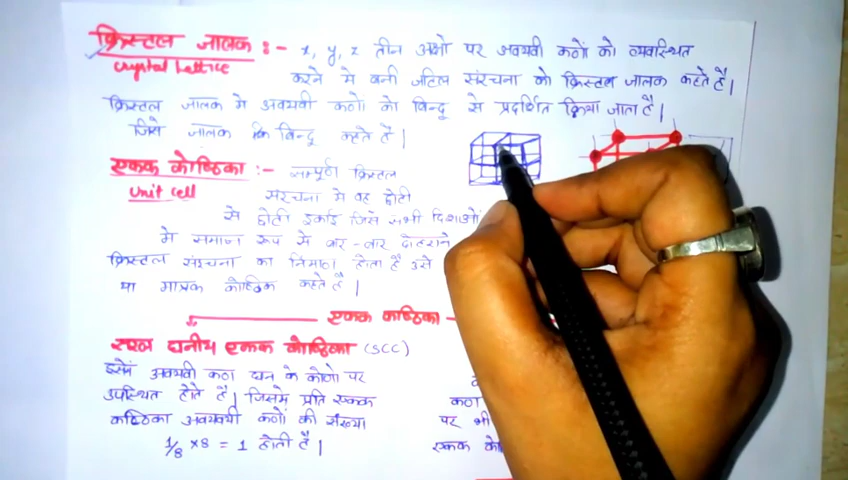 क्रिस्टल जालक :- x, y, z तीन अक्षो पर अवयवी कणो को व्यवस्थित
Crystal Lattice
करने मे बनी जटिल संरचना को क्रिस्टल जालक कहते है।
क्रिस्टल जालक मे अवयवी कणो को बिन्दू से प्रदर्शित किया जाता है
जिसे जालक बिन्दू कहते है।
एकक कोष्ठिका :- सम्पूर्ण क्रिस्टल
Unit cell
संरचना मे वह छोटी
से छोटी इकाई जिसे सभी दिशाओं
मे समान रूप से बार-बार दोहराने
क्रिस्टल संरचना का निर्माण होता है उसे
या मात्रक कोष्ठिक कहते है।
एकक कोष्ठिका
सरल घनीय एकक कोष्ठिका (SCC)
इसमें अवयवी कण घन के कोणो पर
उपस्थित होते है। जिसमे प्रति एकक
कण
कोष्ठिका अवयवी कणो की संख्या
पर भी
1/8 ×8 = 1 होती है।
एकक को